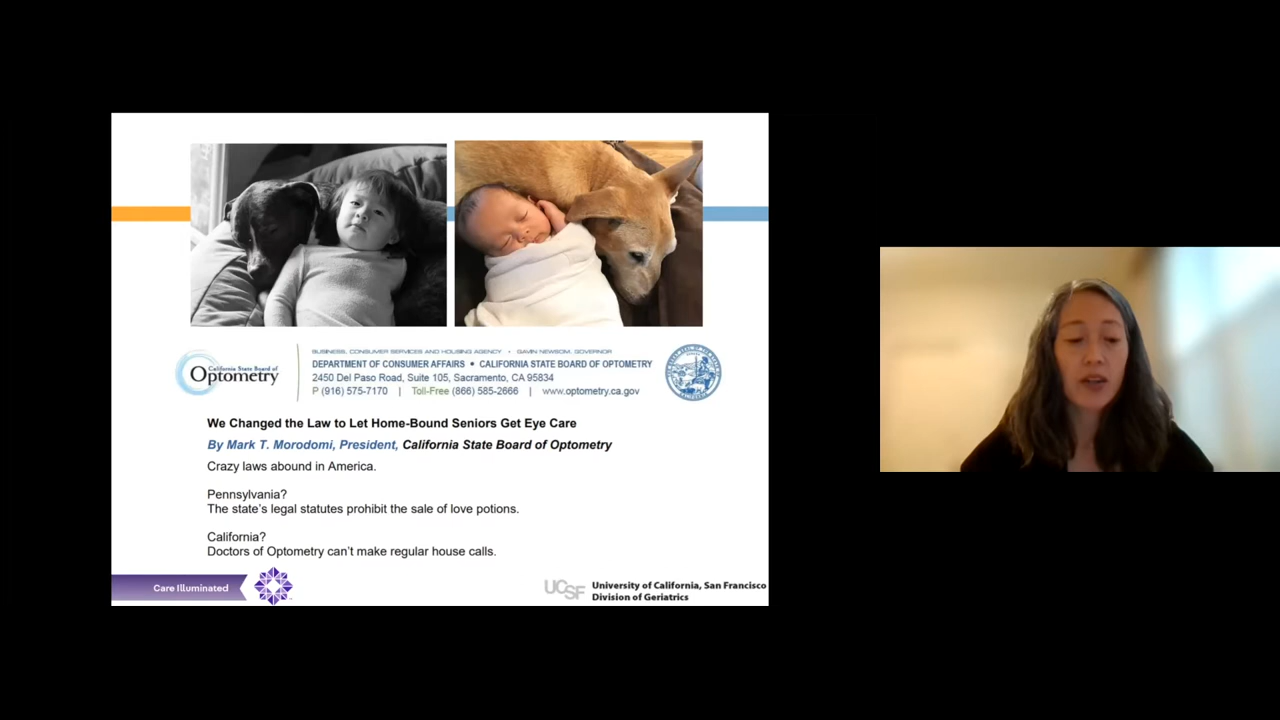 California State Board of
Optometry
BUSINESS, CONSUMER SERVICES AND HOUSING AGENCY • GAVIN NEWSOM, GOVERNOR
DEPARTMENT OF CONSUMER AFFAIRS • CALIFORNIA STATE BOARD OF OPTOMETRY
2450 Del Paso Road, Suite 105, Sacramento, CA 95834
P (916) 575-7170 | Toll-Free (866) 585-2666 | www.optometry.ca.gov
We Changed the Law to Let Home-Bound Seniors Get Eye Care
By Mark T. Morodomi, President, California State Board of Optometry
Crazy laws abound in America.
Pennsylvania?
The state’s legal statutes prohibit the sale of love potions.
California?
Doctors of Optometry can’t make regular house calls.
Care Illuminated
UCSF
University of California, San Francisco
Division of Geriatrics